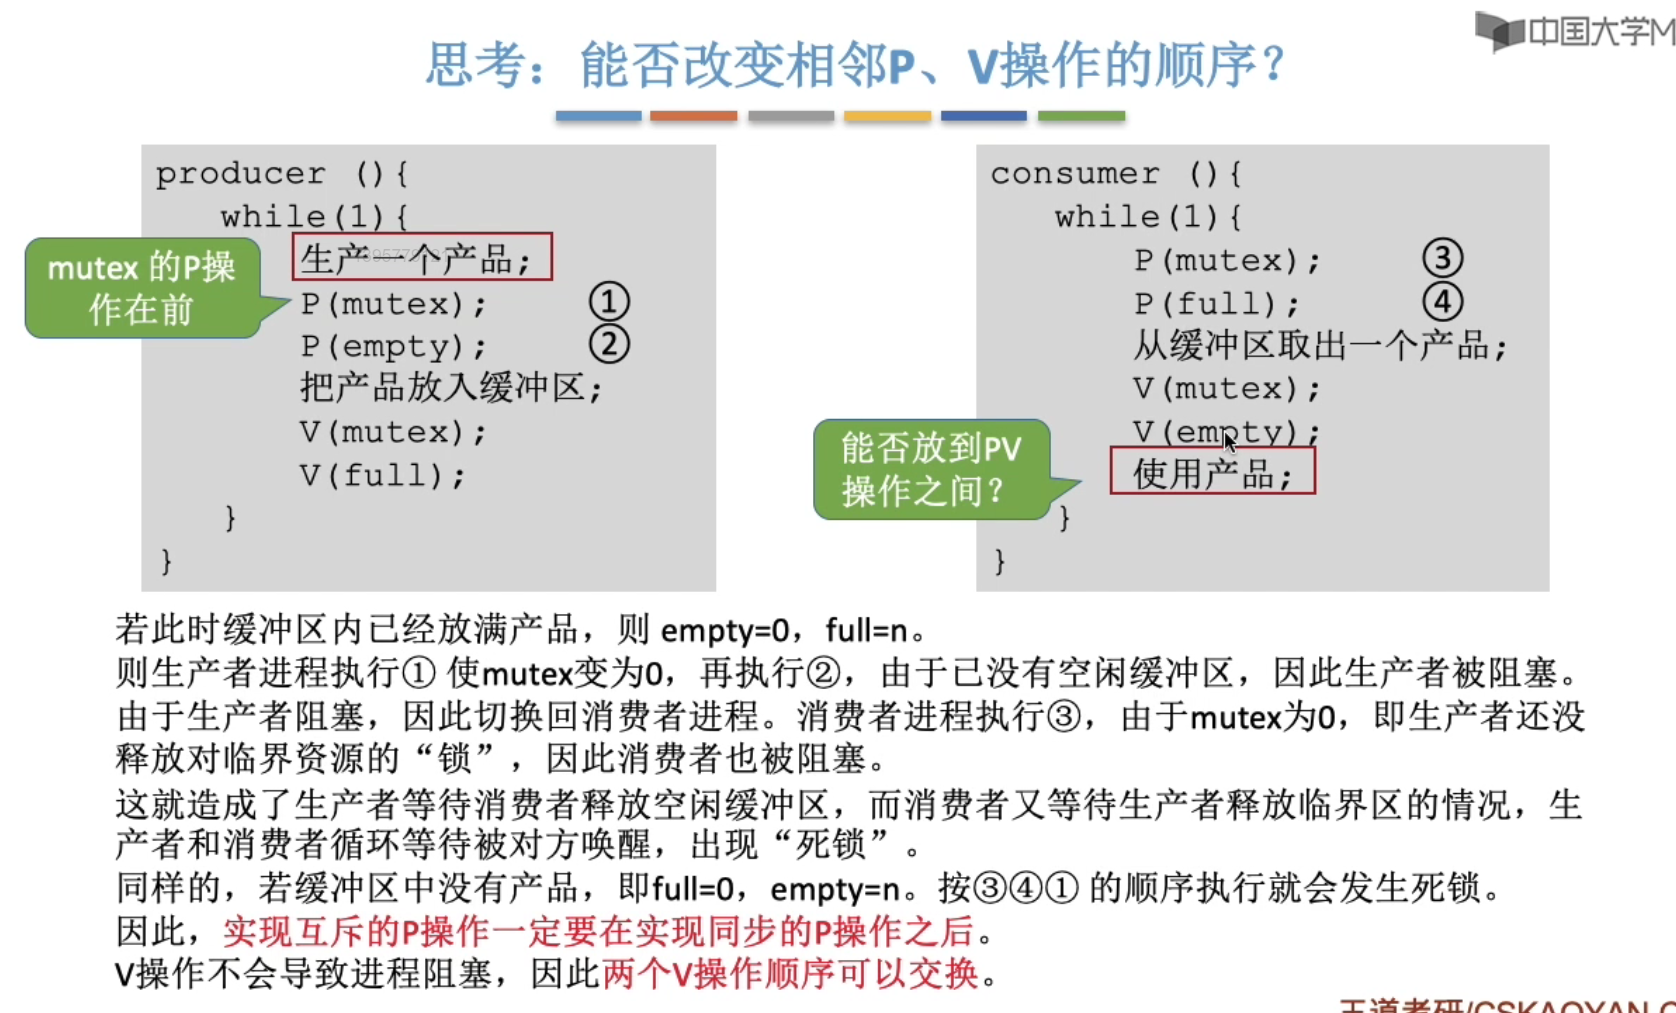 中国大学M
思考：能否改变相邻P、V操作的顺序？
producer (){
while(1){
生产一个产品;
P(mutex); ①
P(empty); ②
把产品放入缓冲区;
V(mutex);
V(full);
}
}
mutex 的P操
作在前
consumer (){
while(1){
P(mutex); ③
P(full); ④
从缓冲区取出一个产品;
V(mutex);
V(empty);
使用产品;
}
}
能否放到PV
操作之间？
若此时缓冲区内已经放满产品，则 empty=0，full=n。
则生产者进程执行① 使mutex变为0，再执行②，由于已没有空闲缓冲区，因此生产者被阻塞。
由于生产者阻塞，因此切换回消费者进程。消费者进程执行③，由于mutex为0，即生产者还没
释放对临界资源的“锁”，因此消费者也被阻塞。
这就造成了生产者等待消费者释放空闲缓冲区，而消费者又等待生产者释放临界区的情况，生
产者和消费者循环等待被对方唤醒，出现“死锁”。
同样的，若缓冲区中没有产品，即full=0，empty=n。按③④① 的顺序执行就会发生死锁。
因此，实现互斥的P操作一定要在实现同步的P操作之后。
V操作不会导致进程阻塞，因此两个V操作顺序可以交换。
王道考研/CSKAOYAN.C